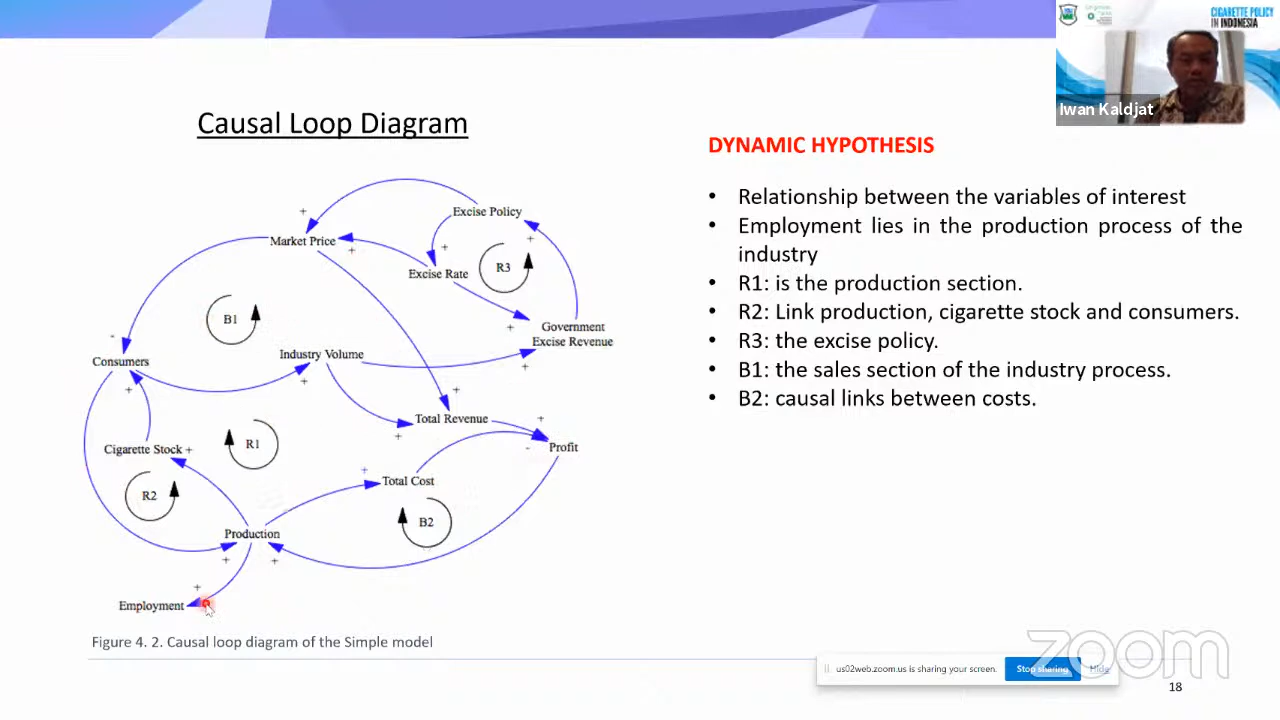 CIGARETTE POLICY
IN INDONESIA
Iwan Kaldjat
Causal Loop Diagram
DYNAMIC HYPOTHESIS
• Relationship between the variables of interest
• Employment lies in the production process of the
industry
• R1: is the production section.
• R2: Link production, cigarette stock and consumers.
• R3: the excise policy.
• B1: the sales section of the industry process.
• B2: causal links between costs.
Excise Policy
+
Market Price
+
+
+
Excise Rate
R3
B1
+
Government
Excise Revenue
-
Consumers
Industry Volume
+
+
+
+
Total Revenue
+
+
-
Profit
R1
Cigarette Stock +
R2
+
Total Cost
B2
Production
+
+
+
Employment
Figure 4. 2. Causal loop diagram of the Simple model
zoom
us02web.zoom.us is sharing your screen.
Stop sharing
Hide
18